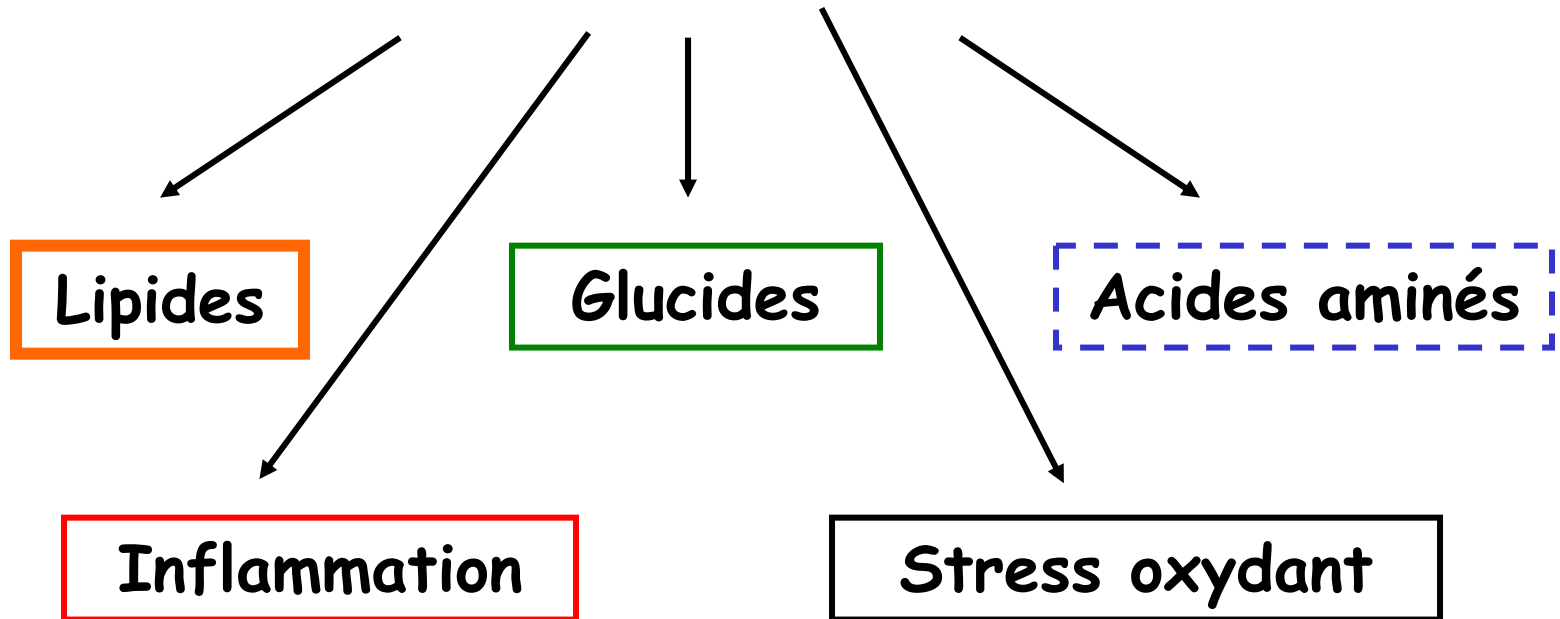 Lipides
Glucides
Acides aminés
Inflammation
Stress oxydant